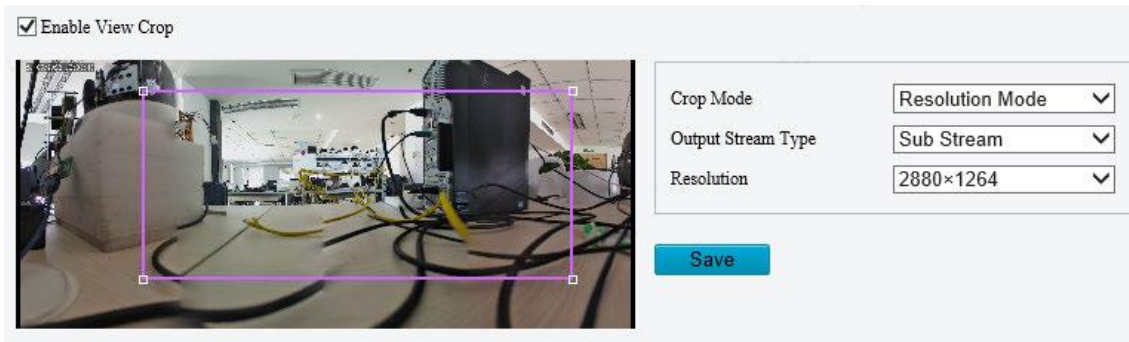 Enable View Crop
Crop Mode
Resolution Mode
Output Stream Type
Sub Stream
Resolution
2880×1264
Save